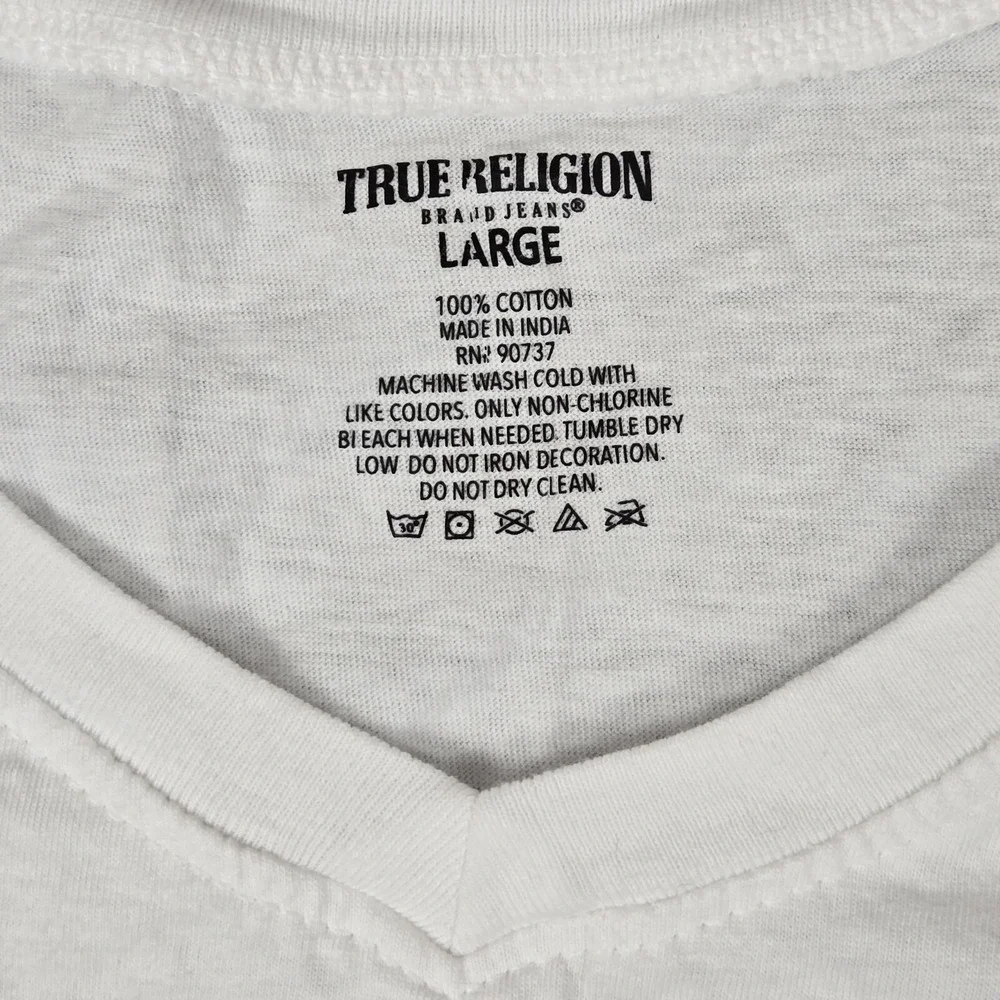 TRUE RELIGION
BRAND JEANS®
LARGE
100% COTTON
MADE IN INDIA
RN# 90737
MACHINE WASH COLD WITH
LIKE COLORS. ONLY NON-CHLORINE
BLEACH WHEN NEEDED. TUMBLE DRY
LOW DO NOT IRON DECORATION.
DO NOT DRY CLEAN.
30°